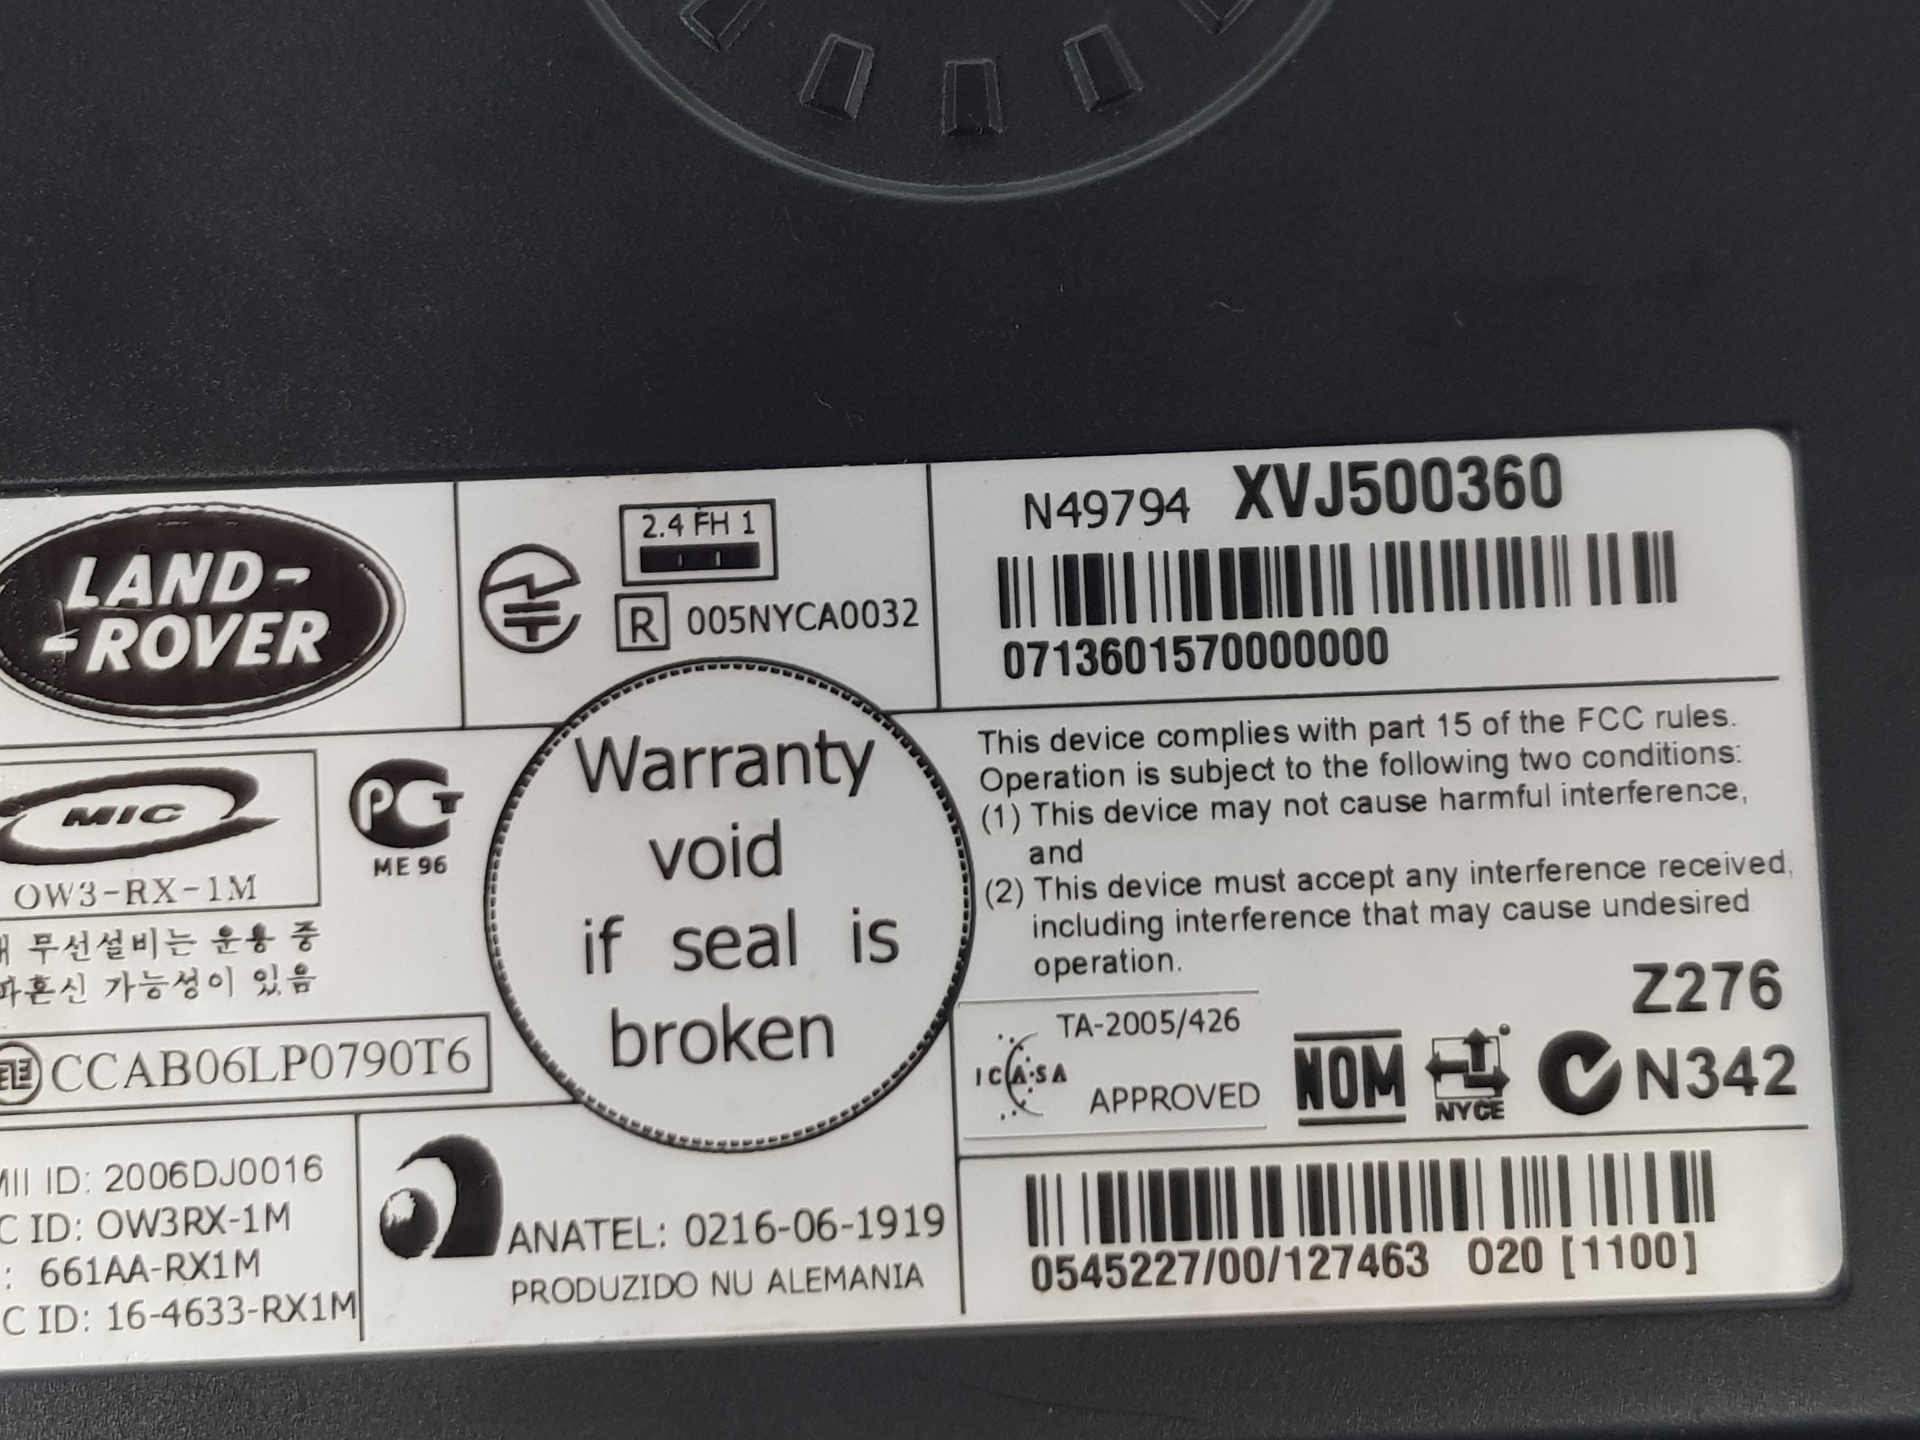 LAND-
-ROVER
2.4 FH 1
R 005NYCA0032
N49794 XVJ500360
0713601570000000
MIC
OW3-RX-1M
무선설비는 운용 중
파혼신 가능성이 있음
CCAB06LP0790T6
PCT
ME 96
Warranty
void
if seal is
broken
This device complies with part 15 of the FCC rules.
Operation is subject to the following two conditions:
(1) This device may not cause harmful interference,
and
(2) This device must accept any interference received,
including interference that may cause undesired
operation.
TA-2005/426
ICASA
APPROVED
NOM
NYCE
Z276
N342
MII ID: 2006DJ0016
C ID: OW3RX-1M
: 661AA-RX1M
C ID: 16-4633-RX1M
ANATEL: 0216-06-1919
PRODUZIDO NU ALEMANIA
0545227/00/127463 020 [1100]